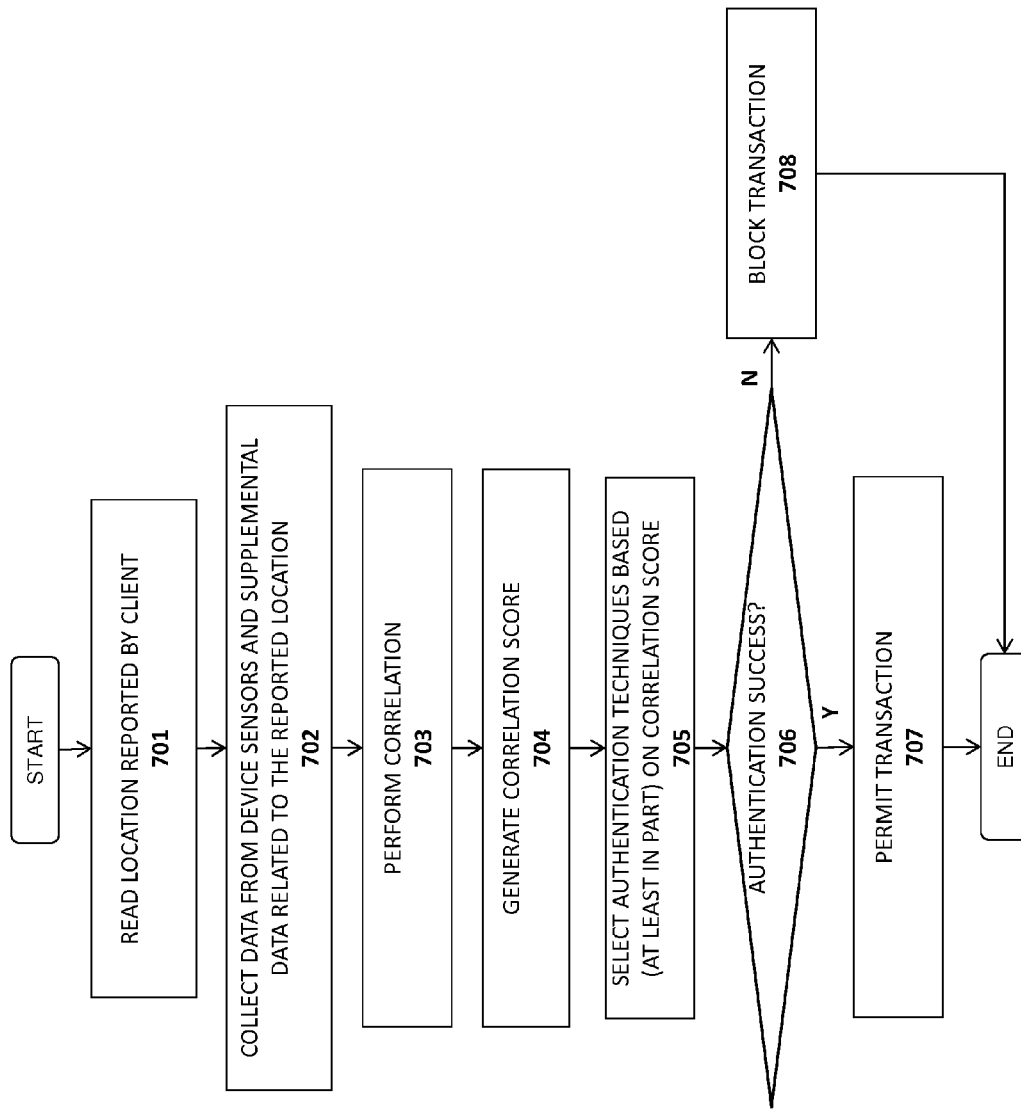 START
READ LOCATION REPORTED BY CLIENT
701
COLLECT DATA FROM DEVICE SENSORS AND SUPPLEMENTAL
DATA RELATED TO THE REPORTED LOCATION
702
PERFORM CORRELATION
703
GENERATE CORRELATION SCORE
704
SELECT AUTHENTICATION TECHNIQUES BASED
(AT LEAST IN PART) ON CORRELATION SCORE
705
AUTHENTICATION SUCCESS?
706
N
BLOCK TRANSACTION
708
Y
PERMIT TRANSACTION
707
END